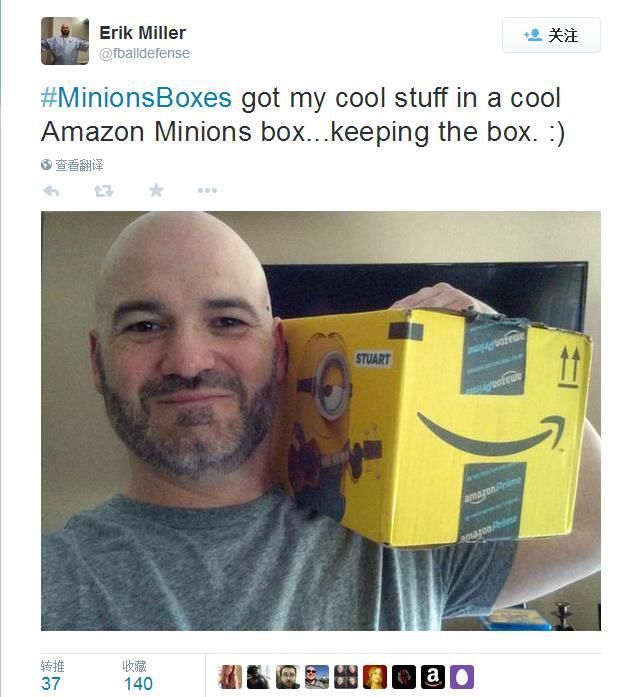 Erik Miller
@fballdefense
关注
#MinionsBoxes got my cool stuff in a cool
Amazon Minions box...keeping the box. :)
查看翻译
STUART
amazonPrime
amazonPrime
amazonPrime
amazonPrime
转推
收藏
37
140
a